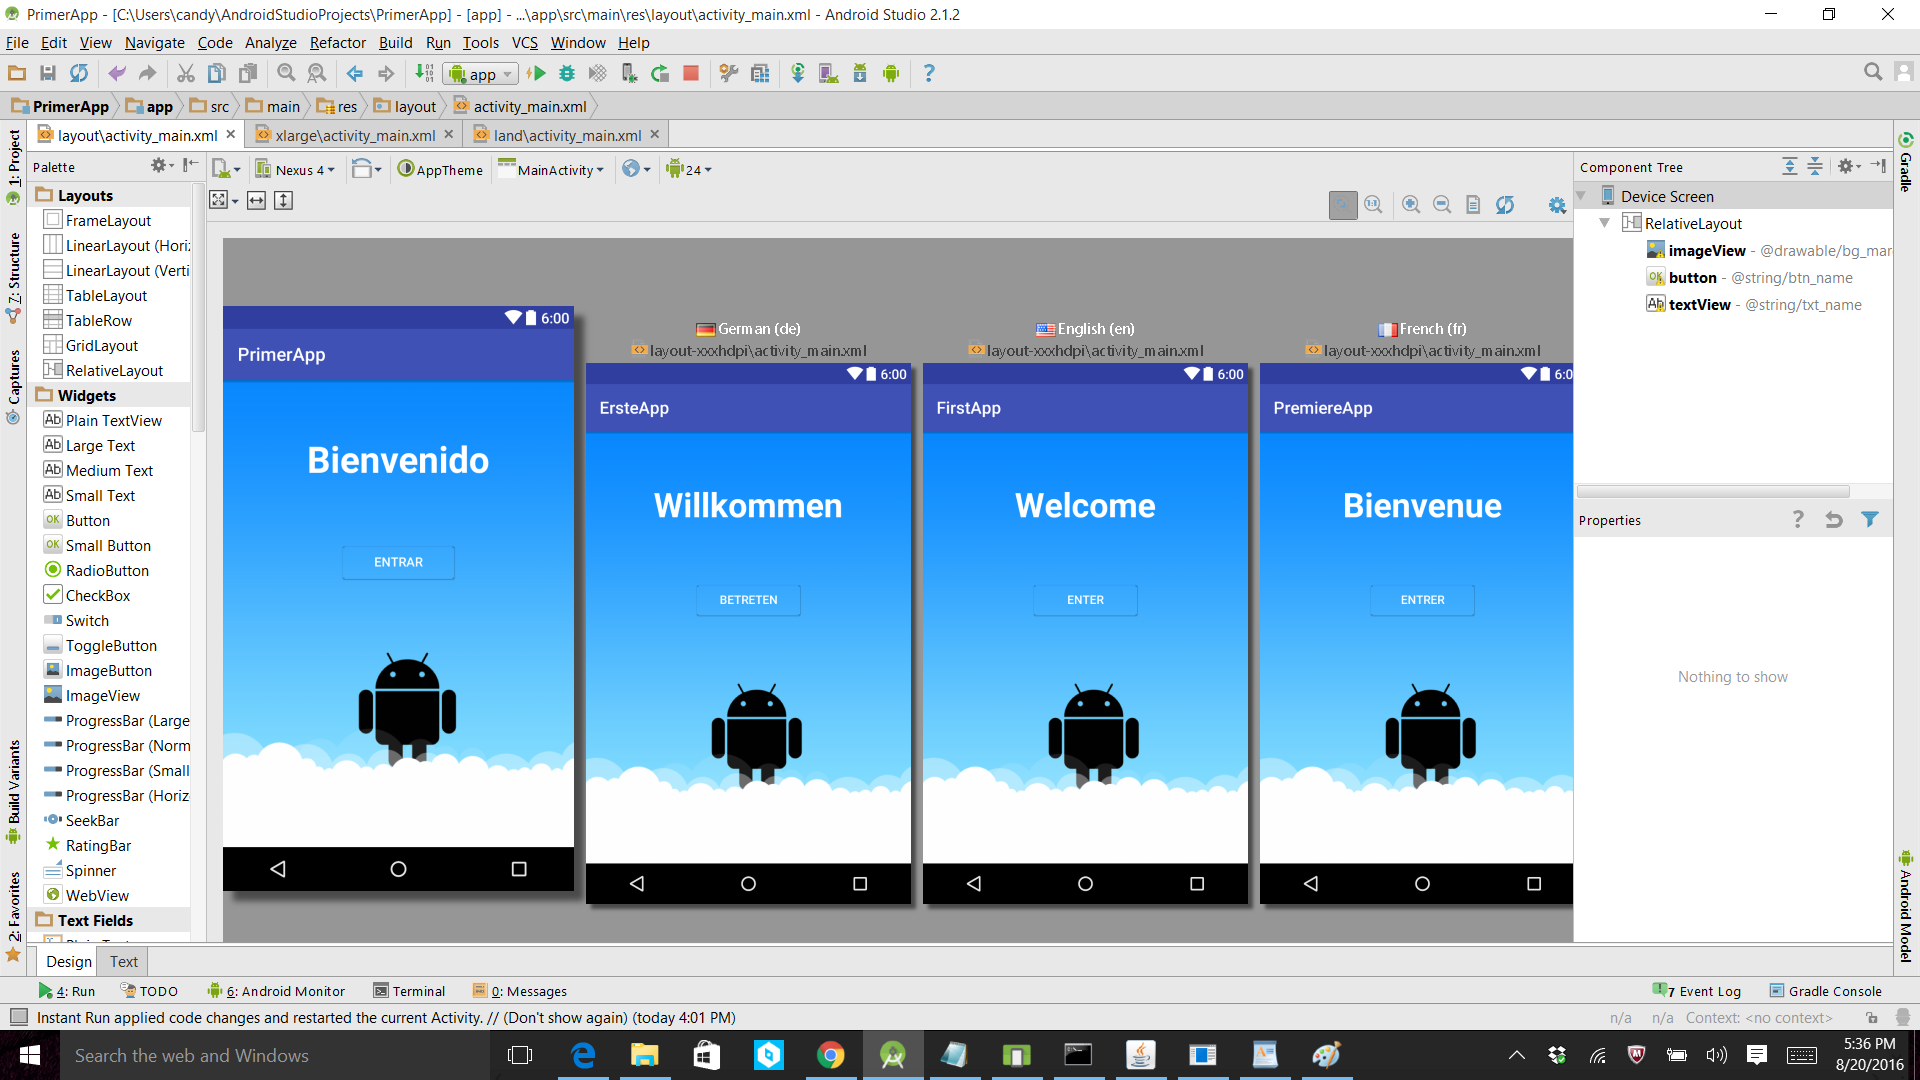 PrimerApp - [C:\Users\candy\AndroidStudioProjects\PrimerApp] - [app] - ...\app\src\main\res\layout\activity_main.xml - Android Studio 2.1.2
File Edit View Navigate Code Analyze Refactor Build Run Tools VCS Window Help
app
PrimerApp app src main res layout activity_main.xml
layout\activity_main.xml xlarge\activity_main.xml land\activity_main.xml
1: Project
7: Structure
Captures
Build Variants
2: Favorites
Palette
Layouts
FrameLayout
LinearLayout (Hori
LinearLayout (Verti
TableLayout
TableRow
GridLayout
RelativeLayout
Widgets
Plain TextView
Large Text
Medium Text
Small Text
Button
Small Button
RadioButton
CheckBox
Switch
ToggleButton
ImageButton
ImageView
ProgressBar (Large
ProgressBar (Norm
ProgressBar (Small
ProgressBar (Horiz
SeekBar
RatingBar
Spinner
WebView
Text Fields
Nexus 4 AppTheme MainActivity 24
6:00
PrimerApp
Bienvenido
ENTRAR
German (de)
layout-xxxhdpi\activity_main.xml
6:00
ErsteApp
Willkommen
BETRETEN
English (en)
layout-xxxhdpi\activity_main.xml
6:00
FirstApp
Welcome
ENTER
French (fr)
layout-xxxhdpi\activity_main.xml
6:0
PremiereApp
Bienvenue
ENTRER
Component Tree
Device Screen
RelativeLayout
imageView - @drawable/bg_mar
button - @string/btn_name
textView - @string/txt_name
Properties
Nothing to show
Gradle
Android Model
Design Text
4: Run TODO 6: Android Monitor Terminal 0: Messages 7 Event Log Gradle Console
Instant Run applied code changes and restarted the current Activity. // (Don't show again) (today 4:01 PM) n/a n/a Context: <no context>
Search the web and Windows
5:36 PM
8/20/2016